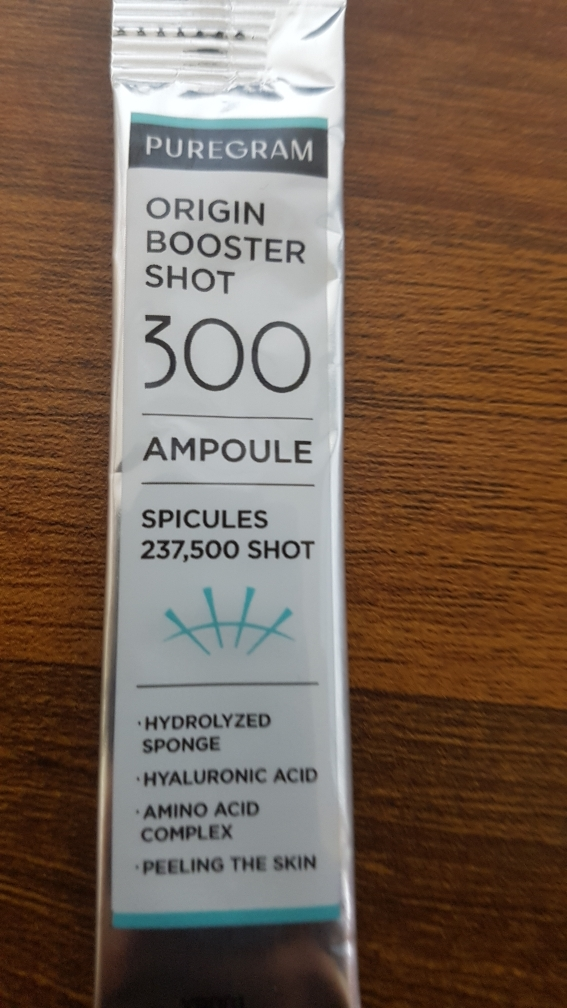 PUREGRAM
ORIGIN
BOOSTER
SHOT
300
AMPOULE
SPICULES
237,500 SHOT
·HYDROLYZED
SPONGE
·HYALURONIC ACID
·AMINO ACID
COMPLEX
·PEELING THE SKIN